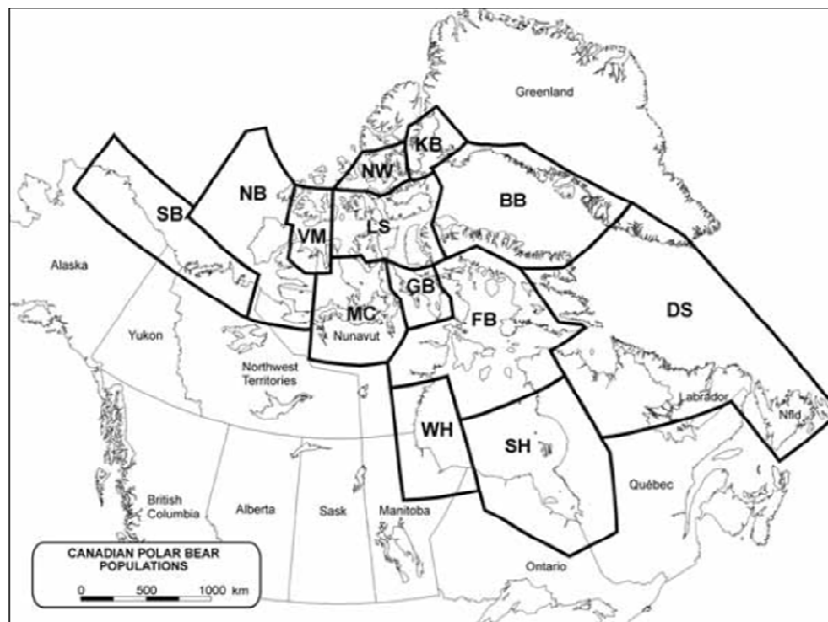 Greenland
KB
NW
NB
BB
SB
VM
LS
Alaska
GB
MC
FB
DS
Nunavut
Yukon
Northwest
Territories
Labrador
Nfld
WH
SH
Québec
British
Columbia
Alberta
Sask
Manitoba
Ontario
CANADIAN POLAR BEAR
POPULATIONS
0 500 1000 km